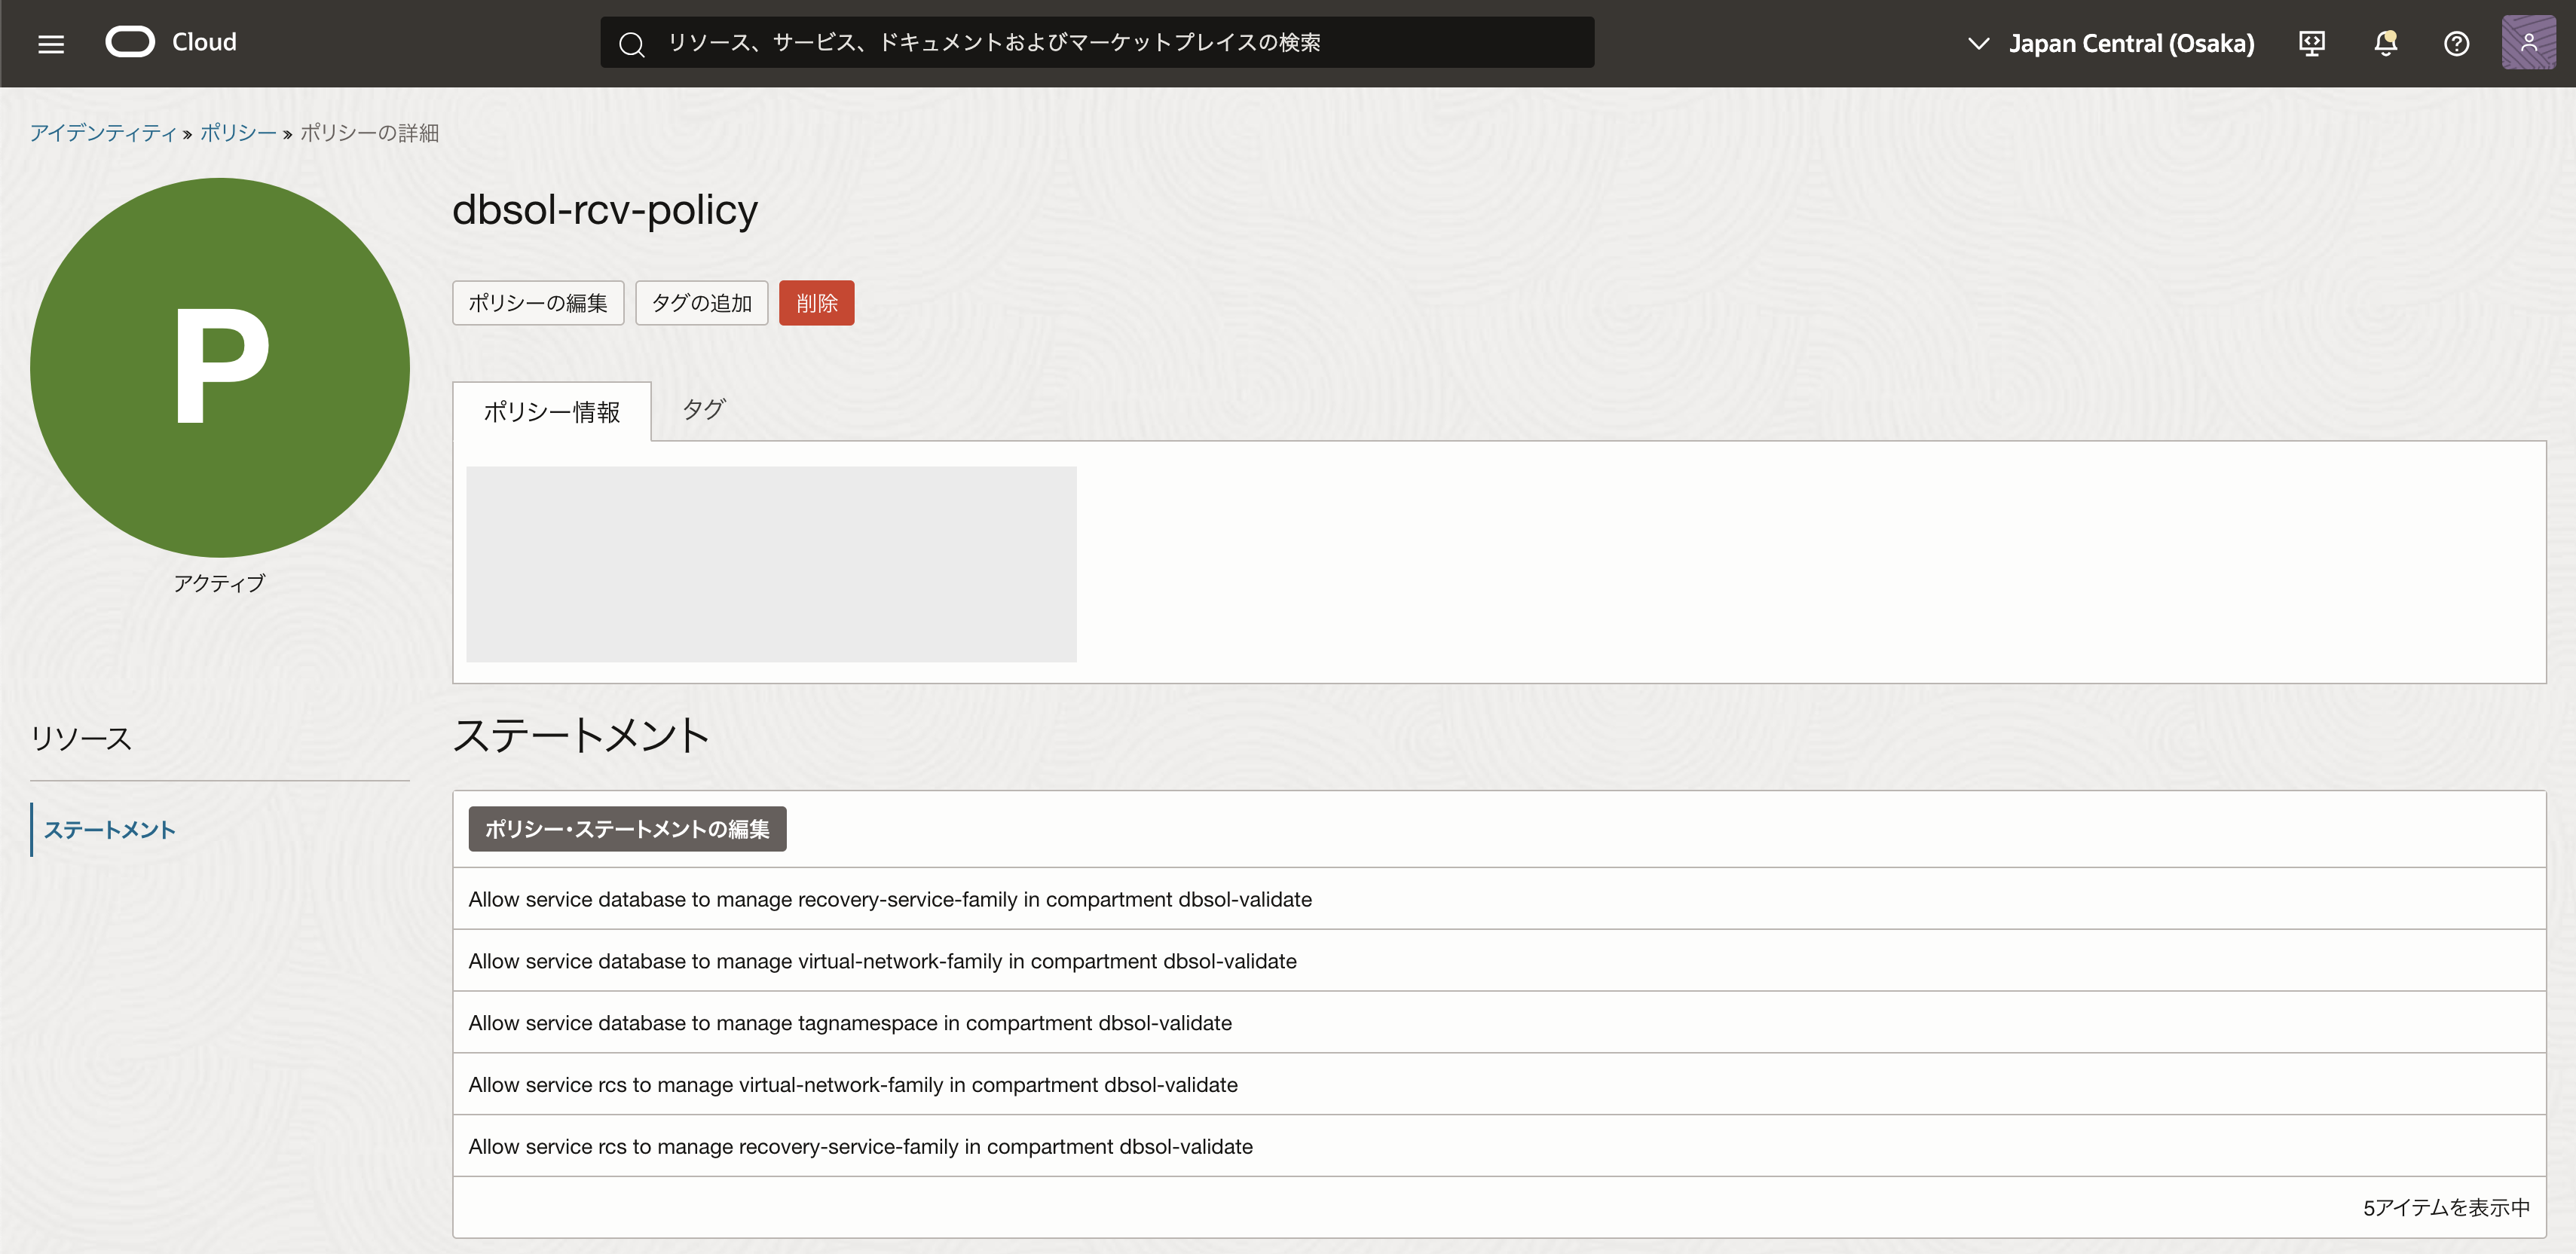 Cloud
リソース、サービス、ドキュメントおよびマーケットプレイスの検索
Japan Central (Osaka)
アイデンティティ » ポリシー » ポリシーの詳細
P
アクティブ
dbsol-rcv-policy
ポリシーの編集
タグの追加
削除
ポリシー情報
タグ
リソース
ステートメント
ステートメント
ポリシー・ステートメントの編集
Allow service database to manage recovery-service-family in compartment dbsol-validate
Allow service database to manage virtual-network-family in compartment dbsol-validate
Allow service database to manage tagnamespace in compartment dbsol-validate
Allow service rcs to manage virtual-network-family in compartment dbsol-validate
Allow service rcs to manage recovery-service-family in compartment dbsol-validate
5アイテムを表示中